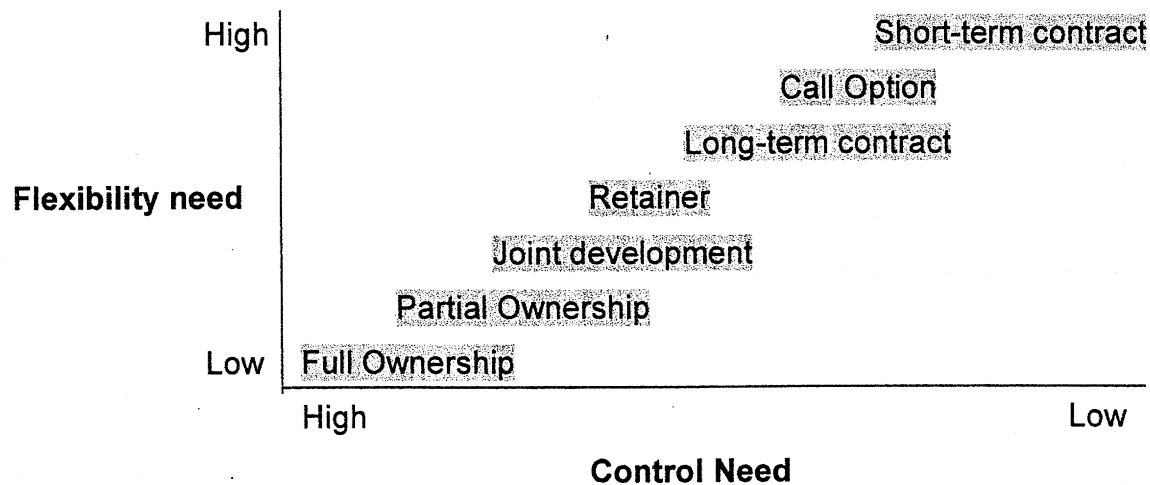 High
Short-term contract
Call Option
Long-term contract
Flexibility need
Retainer
Joint development
Partial Ownership
Low
Full Ownership
High
Low
Control Need